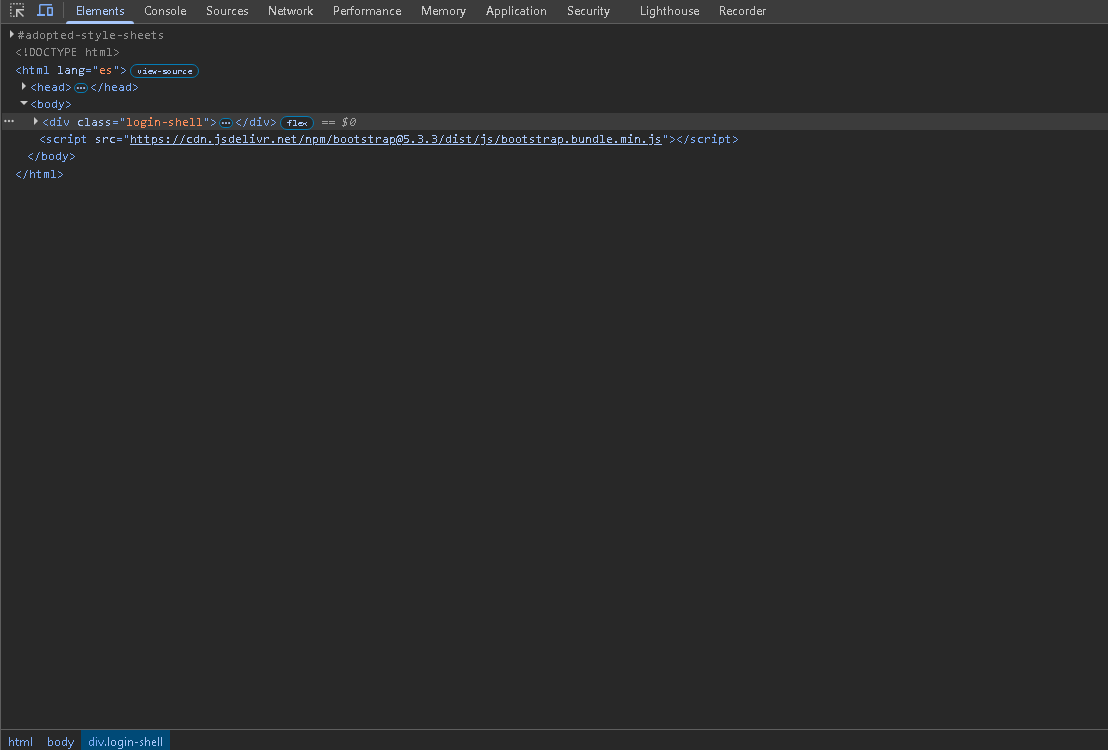 Elements Console Sources Network Performance Memory Application Security Lighthouse Recorder
#adopted-style-sheets
<!DOCTYPE html>
<html lang="es"> view-source
<head> ··· </head>
<body>
··· <div class="login-shell"> ··· </div> flex == $0
<script src="https://cdn.jsdelivr.net/npm/bootstrap@5.3.3/dist/js/bootstrap.bundle.min.js"></script>
</body>
</html>
html body div.login-shell